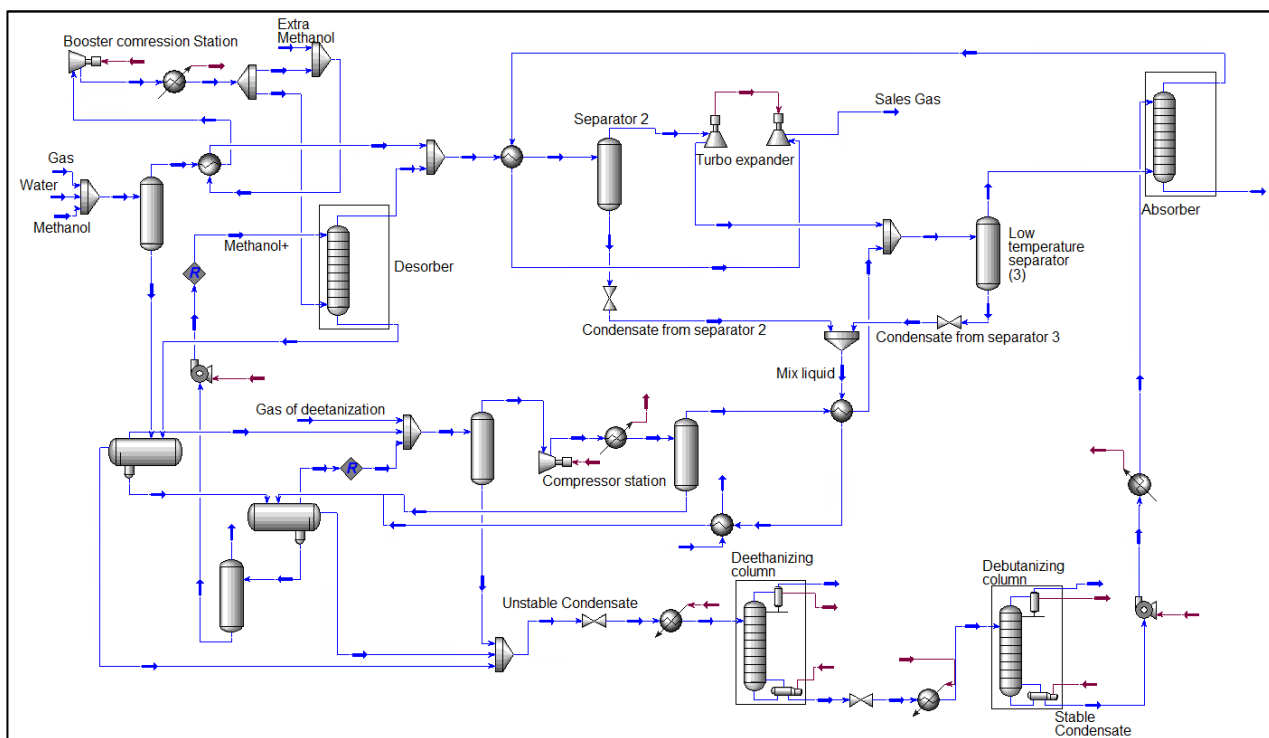 Extra
Methanol
Booster comression Station
Gas
Water
Methanol
Methanol+
Desorber
Separator 2
Turbo expander
Sales Gas
Absorber
Low
temperature
separator
(3)
Condensate from separator 2
Condensate from separator 3
Mix liquid
Gas of deetanization
R
R
Compressor station
Unstable Condensate
Deethanizing
column
Debutanizing
column
Stable
Condensate